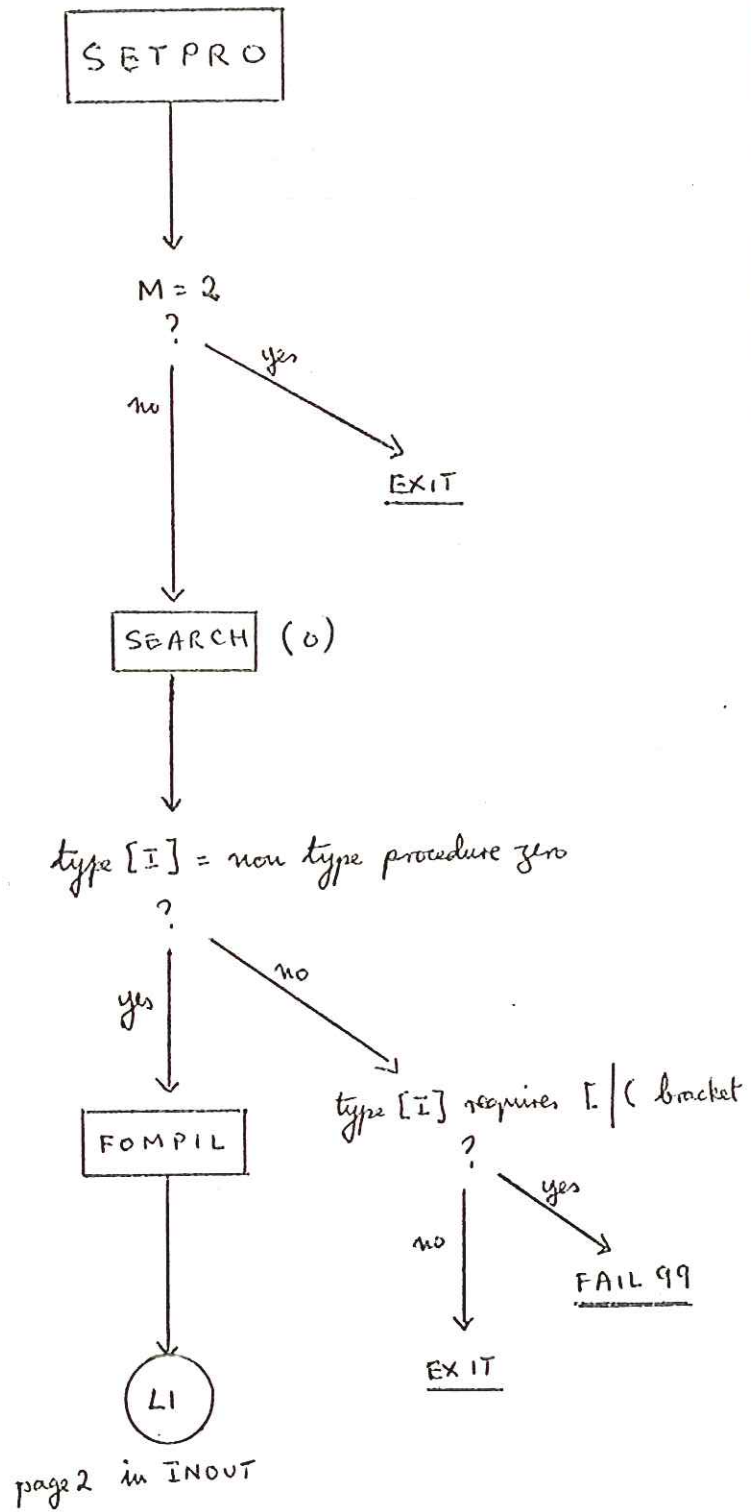 SETPRO
M = 2
?
yes
no
EXIT
SEARCH (0)
type [I] = non type procedure zero
?
no
yes
type [I] requires [ | ( bracket
FOMPIL
?
yes
no
FAIL 99
EXIT
L1
page 2 in INOUT